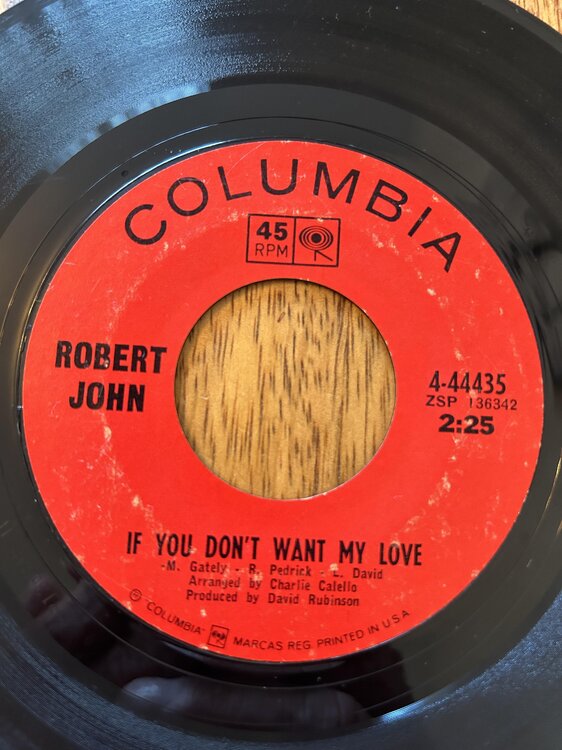 COLUMBIA
45
RPM
ROBERT
JOHN
4-44435
ZSP 136342
2:25
IF YOU DON'T WANT MY LOVE
-M. Gately - R. Pedrick - L. David
Arranged by Charlie Calello
Produced by David Rubinson
"COLUMBIA" MARCAS REG. PRINTED IN U.S.A.